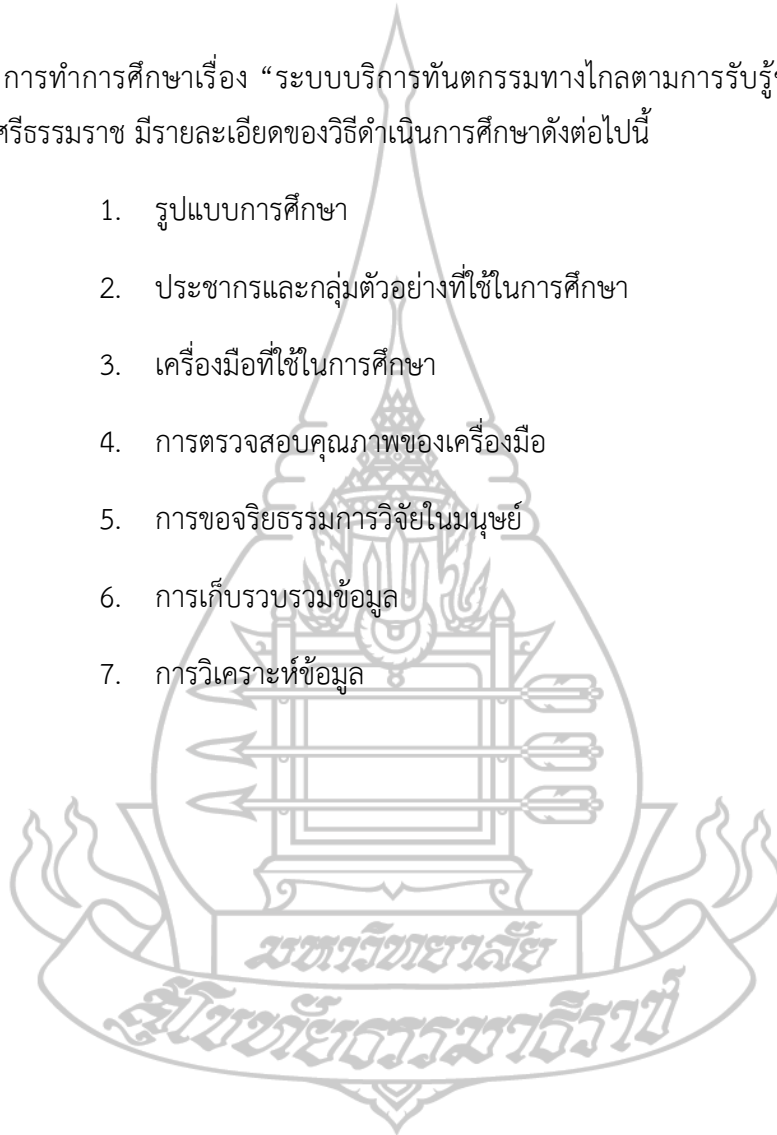 การทำการศึกษาเรื่อง “ระบบบริการทันตกรรมทางไกลตามการรับรู้
ศรีธรรมราช มีรายละเอียดของวิธีดำเนินการศึกษาดังต่อไปนี้
1. รูปแบบการศึกษา
2. ประชากรและกลุ่มตัวอย่างที่ใช้ในการศึกษา
3. เครื่องมือที่ใช้ในการศึกษา
4. การตรวจสอบคุณภาพของเครื่องมือ
5. การขอจริยธรรมการวิจัยในมนุษย์
6. การเก็บรวบรวมข้อมูล
7. การวิเคราะห์ข้อมูล
มหาวิทยาลัย
สุโขทัยธรรมาธิราช